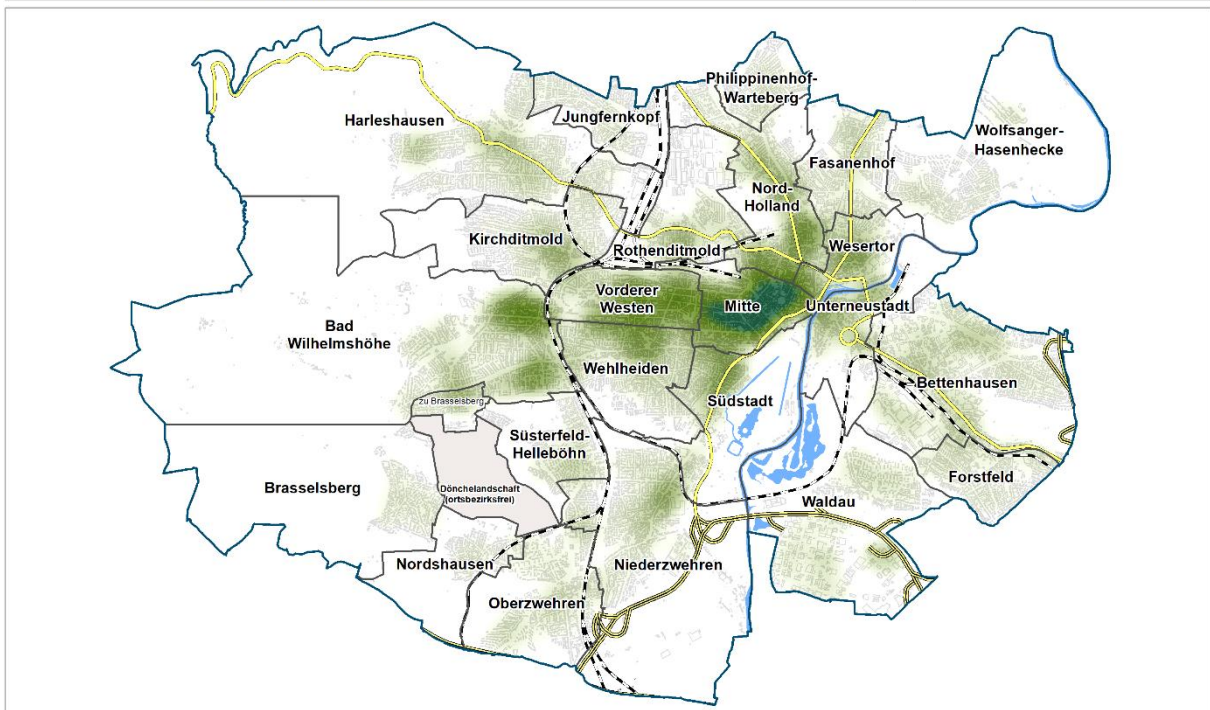 Philippinenhof-
Warteberg
Harleshausen
Jungfernkopf
Wolfsanger-
Hasenhecke
Fasanenhof
Nord-
Holland
Kirchditmold
Rothenditmold
Wesertor
Vorderer
Westen
Mitte
Unterneustadt
Bad
Wilhelmshöhe
Wehlheiden
Bettenhausen
zu Brasselsberg
Südstadt
Süsterfeld-
Helleböhn
Brasselsberg
Dönchelandschaft
(ortsbezirksfrei)
Forstfeld
Waldau
Nordshausen
Niederzwehren
Oberzwehren